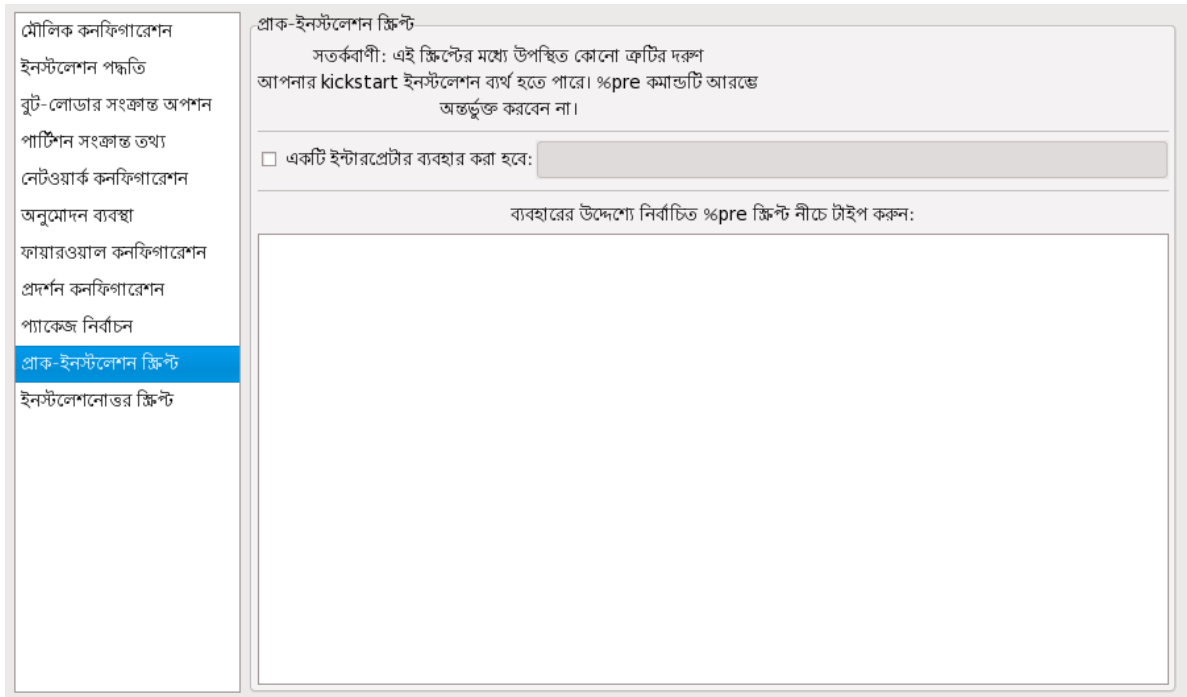 মৌলিক কনফিগারেশন
ইনস্টলেশন পদ্ধতি
বুট-লোডার সংক্রান্ত অপশন
পার্টিশন সংক্রান্ত তথ্য
নেটওয়ার্ক কনফিগারেশন
অনুমোদন ব্যবস্থা
ফায়ারওয়াল কনফিগারেশন
প্রদর্শন কনফিগারেশন
প্যাকেজ নির্বাচন
প্রাক-ইনস্টলেশন স্ক্রিপ্ট
ইনস্টলেশনোত্তর স্ক্রিপ্ট
প্রাক-ইনস্টলেশন স্ক্রিপ্ট
সতর্কবাণী: এই স্ক্রিপ্টের মধ্যে উপস্থিত কোনো ত্রুটির দরুণ
আপনার kickstart ইনস্টলেশন ব্যর্থ হতে পারে। %pre কমান্ডটি আরম্ভে
অন্তর্ভুক্ত করবেন না।
একটি ইন্টারপ্রেটার ব্যবহার করা হবে:
ব্যবহারের উদ্দেশ্যে নির্বাচিত %pre স্ক্রিপ্ট নীচে টাইপ করুন: